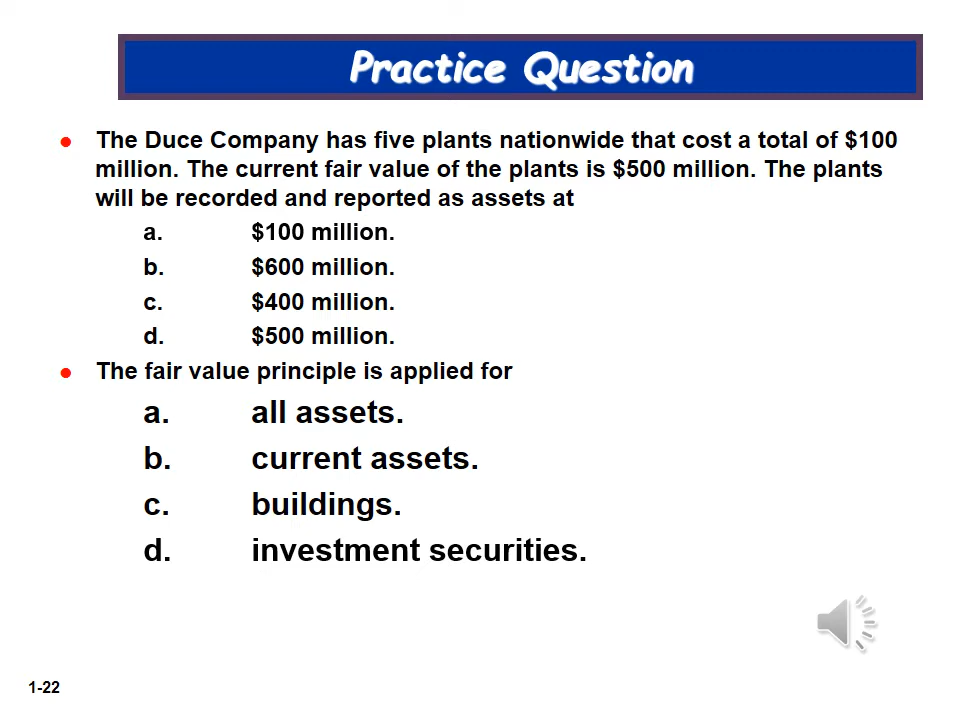 Practice Question
● The Duce Company has five plants nationwide that cost a total of $100
million. The current fair value of the plants is $500 million. The plants
will be recorded and reported as assets at
a. $100 million.
b. $600 million.
c. $400 million.
d. $500 million.
● The fair value principle is applied for
a. all assets.
b. current assets.
c. buildings.
d. investment securities.
1-22